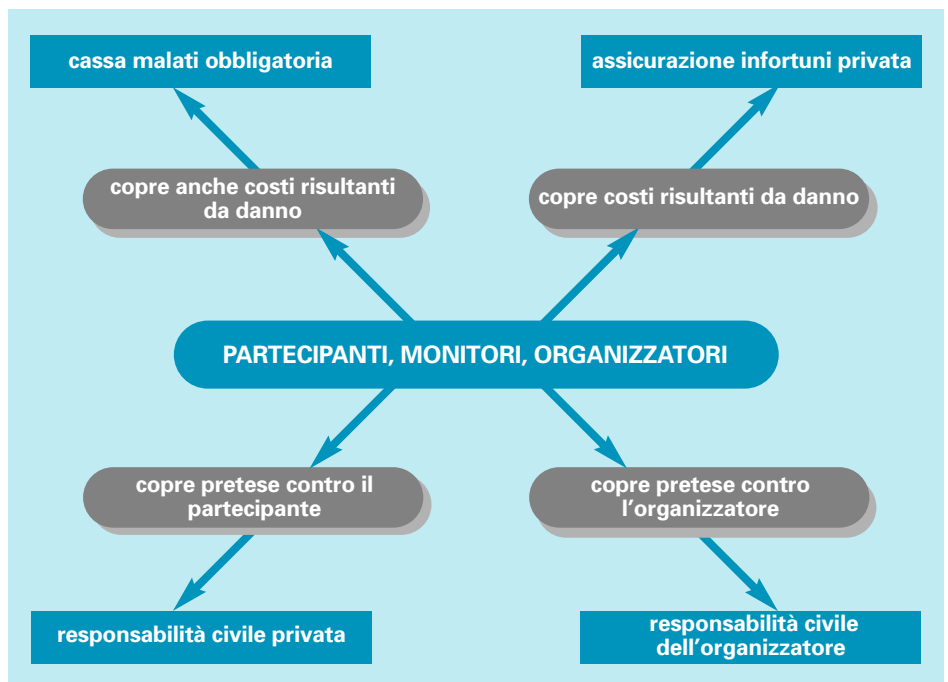 cassa malati obbligatoria
assicurazione infortuni privata
copre anche costi risultanti
da danno
copre costi risultanti da danno
PARTECIPANTI, MONITORI, ORGANIZZATORI
copre pretese contro il
partecipante
copre pretese contro
l'organizzatore
responsabilità civile privata
responsabilità civile
dell'organizzatore